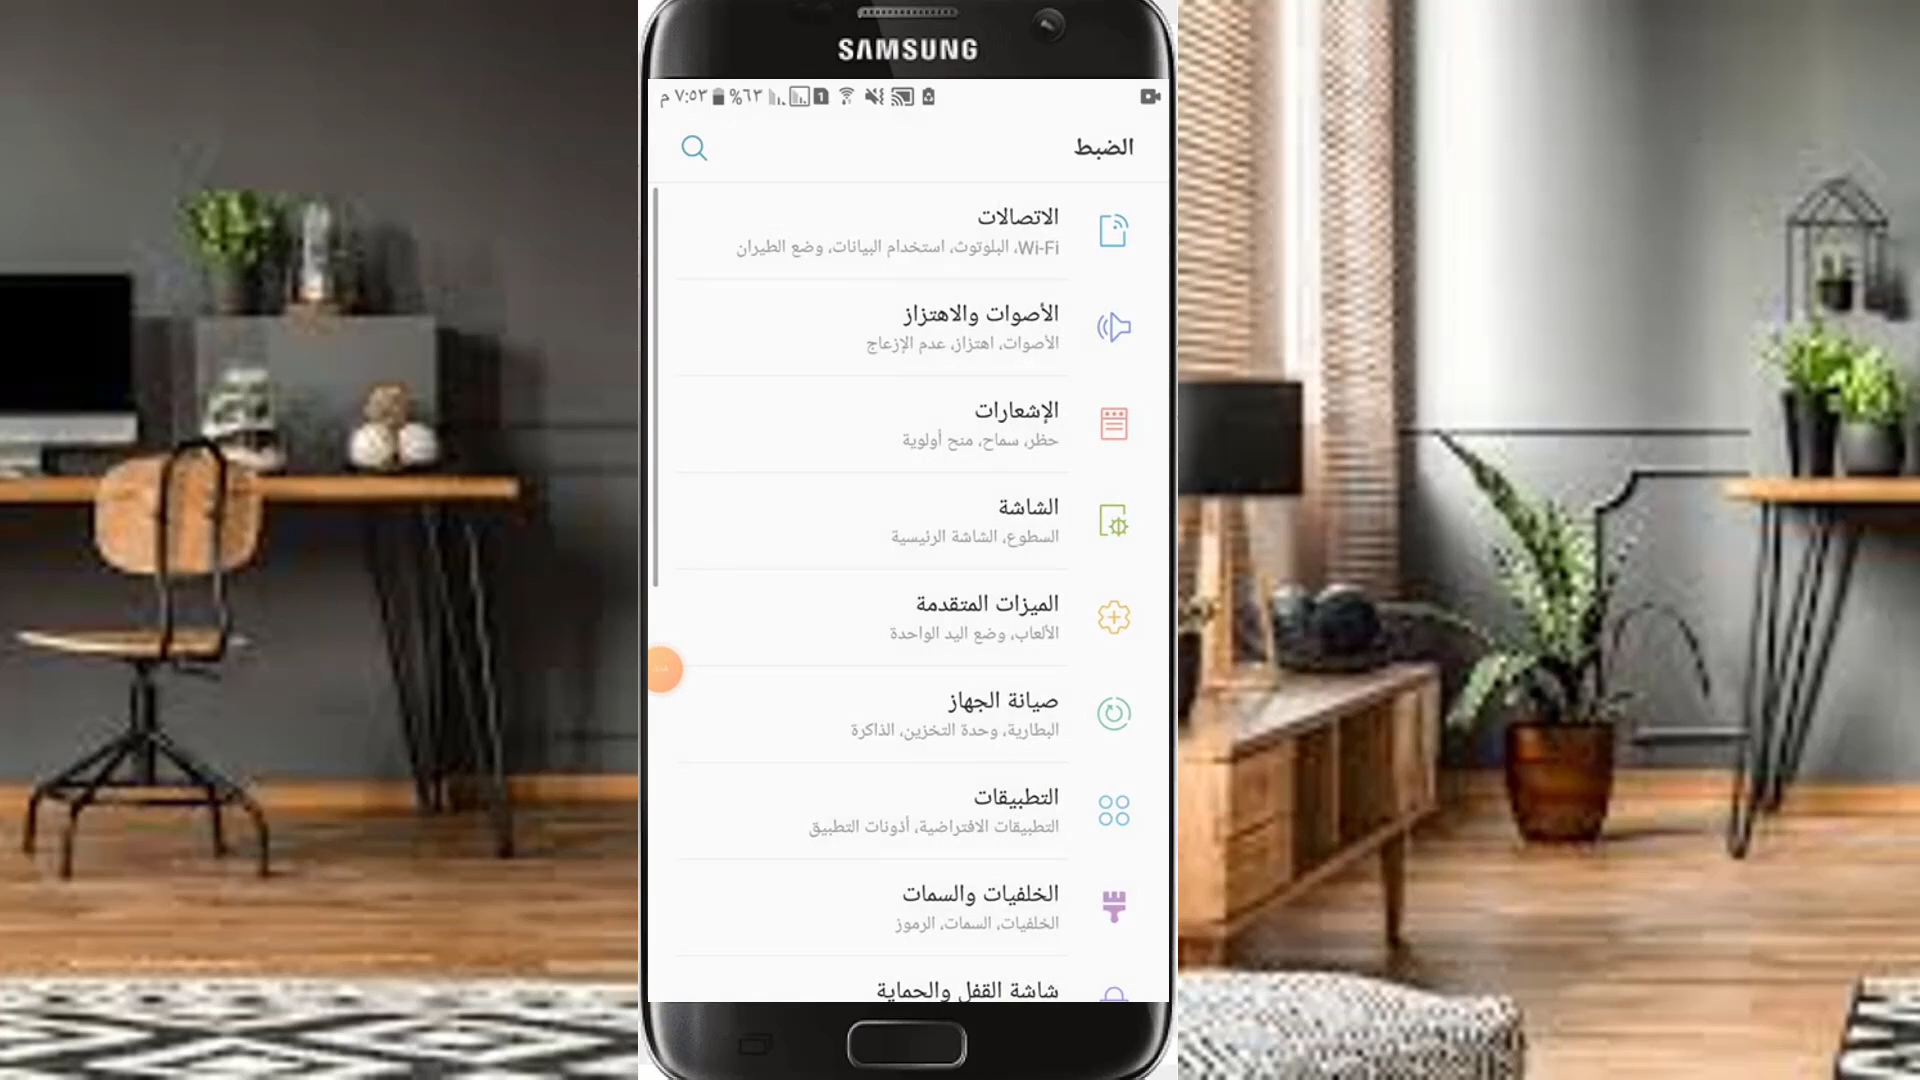 SAMSUNG
م ٧:٥٣ %٦٣ 1
الضبط
الاتصالات
Wi-Fi، البلوتوث، استخدام البيانات، وضع الطيران
الأصوات والاهتزاز
الأصوات، اهتزاز، عدم الإزعاج
الإشعارات
حظر، سماح، منح أولوية
الشاشة
السطوع، الشاشة الرئيسية
الميزات المتقدمة
الألعاب، وضع اليد الواحدة
صيانة الجهاز
البطارية، وحدة التخزين، الذاكرة
التطبيقات
التطبيقات الافتراضية، أذونات التطبيق
الخلفيات والسمات
الخلفيات، السمات، الرموز
شاشة القفل والحماية